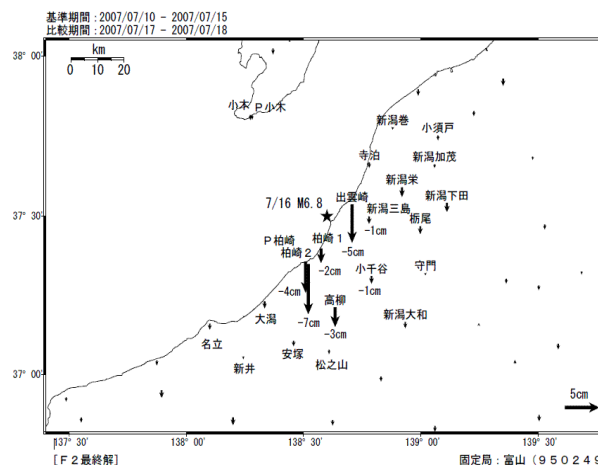 基準期間：2007/07/10 - 2007/07/15
比較期間：2007/07/17 - 2007/07/18
38° 00′
km
0 10 20
小木 P小木
新潟巻
小須戸
寺泊
新潟加茂
新潟栄
7/16 M6.8
出雲崎
新潟下田
37° 30′
新潟三島
-1cm
栃尾
P柏崎
柏崎１
柏崎２
-5cm
-2cm
小千谷
守門
-4cm
-1cm
高柳
-7cm
大潟
-3cm
新潟大和
名立
安塚
新井
松之山
37° 00′
5cm
137° 30′ 138° 00′ 138° 30′ 139° 00′ 139° 30′
[Ｆ２最終解]
固定局：富山（９５０２４９